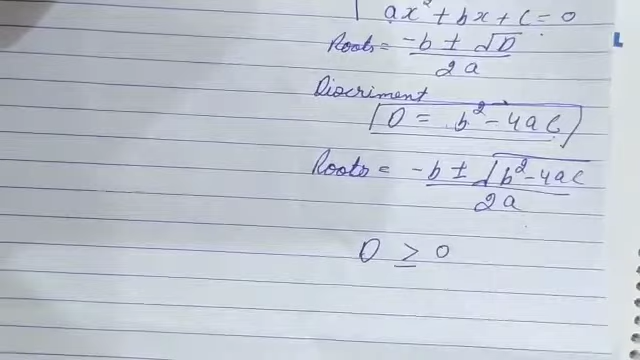 ax² + bx + c = 0
Roots = -b ± √D / 2a
Discriment
D = b² - 4ac
Roots = -b ± √b² - 4ac / 2a
D ≥ 0
L